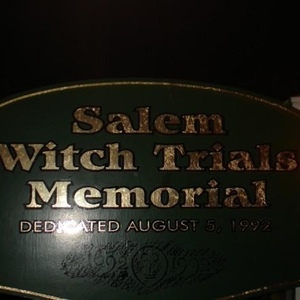 Salem
Witch Trials
Memorial
DEDICATED AUGUST 5, 1992